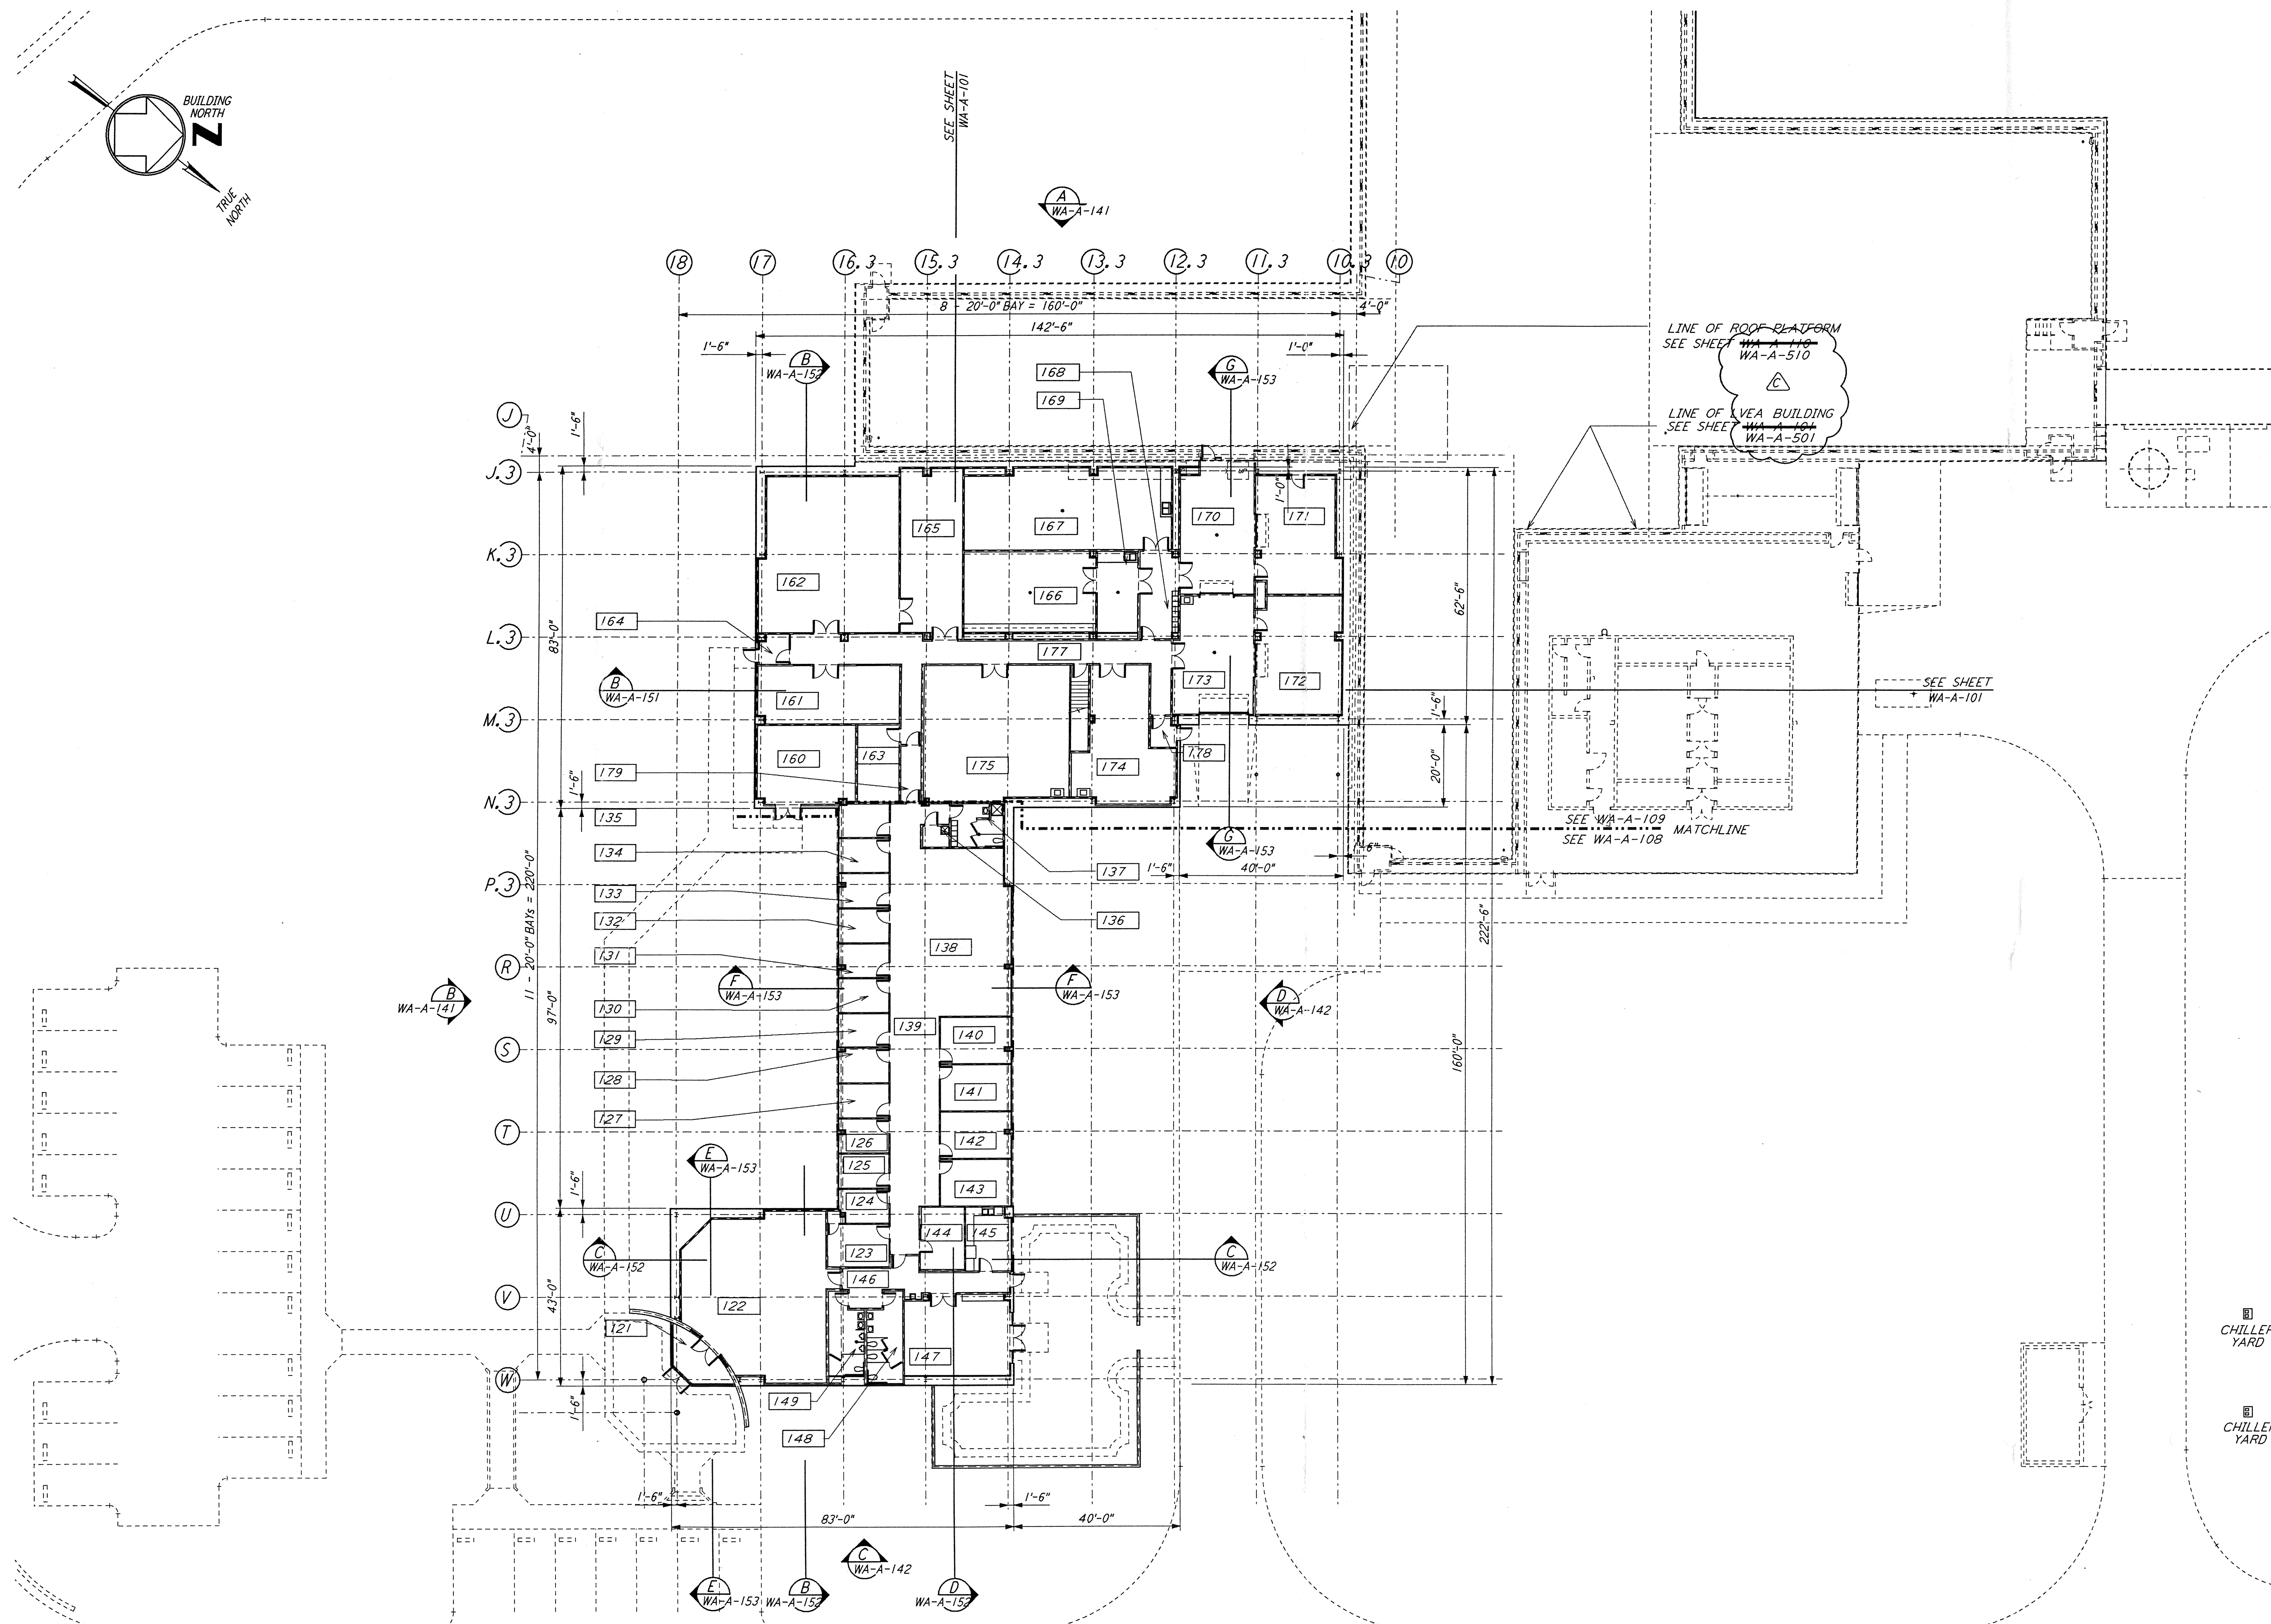 BUILDING
NORTH
N
TRUE
NORTH
SEE SHEET
WA-A-101
A
WA-A-141
18
17
16.3
15.3
14.3
13.3
12.3
11.3
10.3
10
8 - 20'-0" BAY = 160'-0"
4'-0"
142'-6"
1'-6"
1'-0"
B
WA-A-152
168
169
G
WA-A-153
LINE OF ROOF PLATFORM
SEE SHEET WA-A-110
WA-A-510
C
LINE OF LVEA BUILDING
SEE SHEET WA-A-101
WA-A-501
J
4'-0"
1'-6"
J.3
K.3
L.3
M.3
N.3
P.3
R
S
T
U
V
W
165
167
170
171
1'-0"
162
166
164
177
83'-0"
62'-6"
B
WA-A-151
161
173
172
SEE SHEET
WA-A-101
1'-6"
160
163
175
174
178
179
20'-0"
1'-6"
135
134
133
132
131
130
129
128
127
SEE WA-A-109
MATCHLINE
SEE WA-A-108
G
WA-A-153
1'-6"
1'-6"
40'-0"
137
136
138
11 - 20'-0" BAYs = 220'-0"
222'-6"
B
WA-A-141
F
WA-A-153
F
WA-A-153
D
WA-A-142
97'-0"
139
140
141
142
143
160'-0"
126
125
124
E
WA-A-153
1'-6"
144
145
123
C
WA-A-152
C
WA-A-152
146
122
43'-0"
121
147
1'-6"
149
148
CHILLER
YARD
CHILLER
YARD
1'-6"
1'-6"
83'-0"
40'-0"
C
WA-A-142
E
WA-A-153
B
WA-A-152
D
WA-A-152